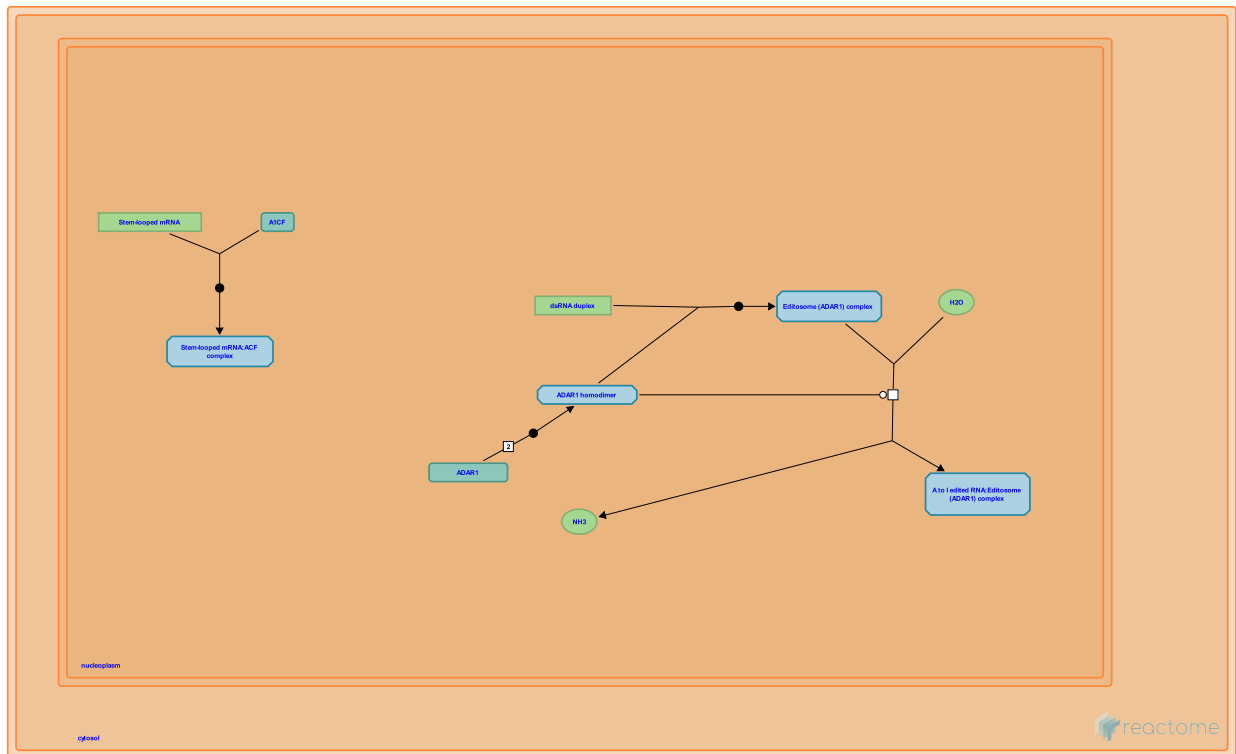 Stem-looped mRNA
A1CF
Stem-looped mRNA:ACF
complex
dsRNA duplex
Editosome (ADAR1) complex
H2O
ADAR1 homodimer
2
ADAR1
A to I edited RNA:Editosome
(ADAR1) complex
NH3
nucleoplasm
cytosol
reactome